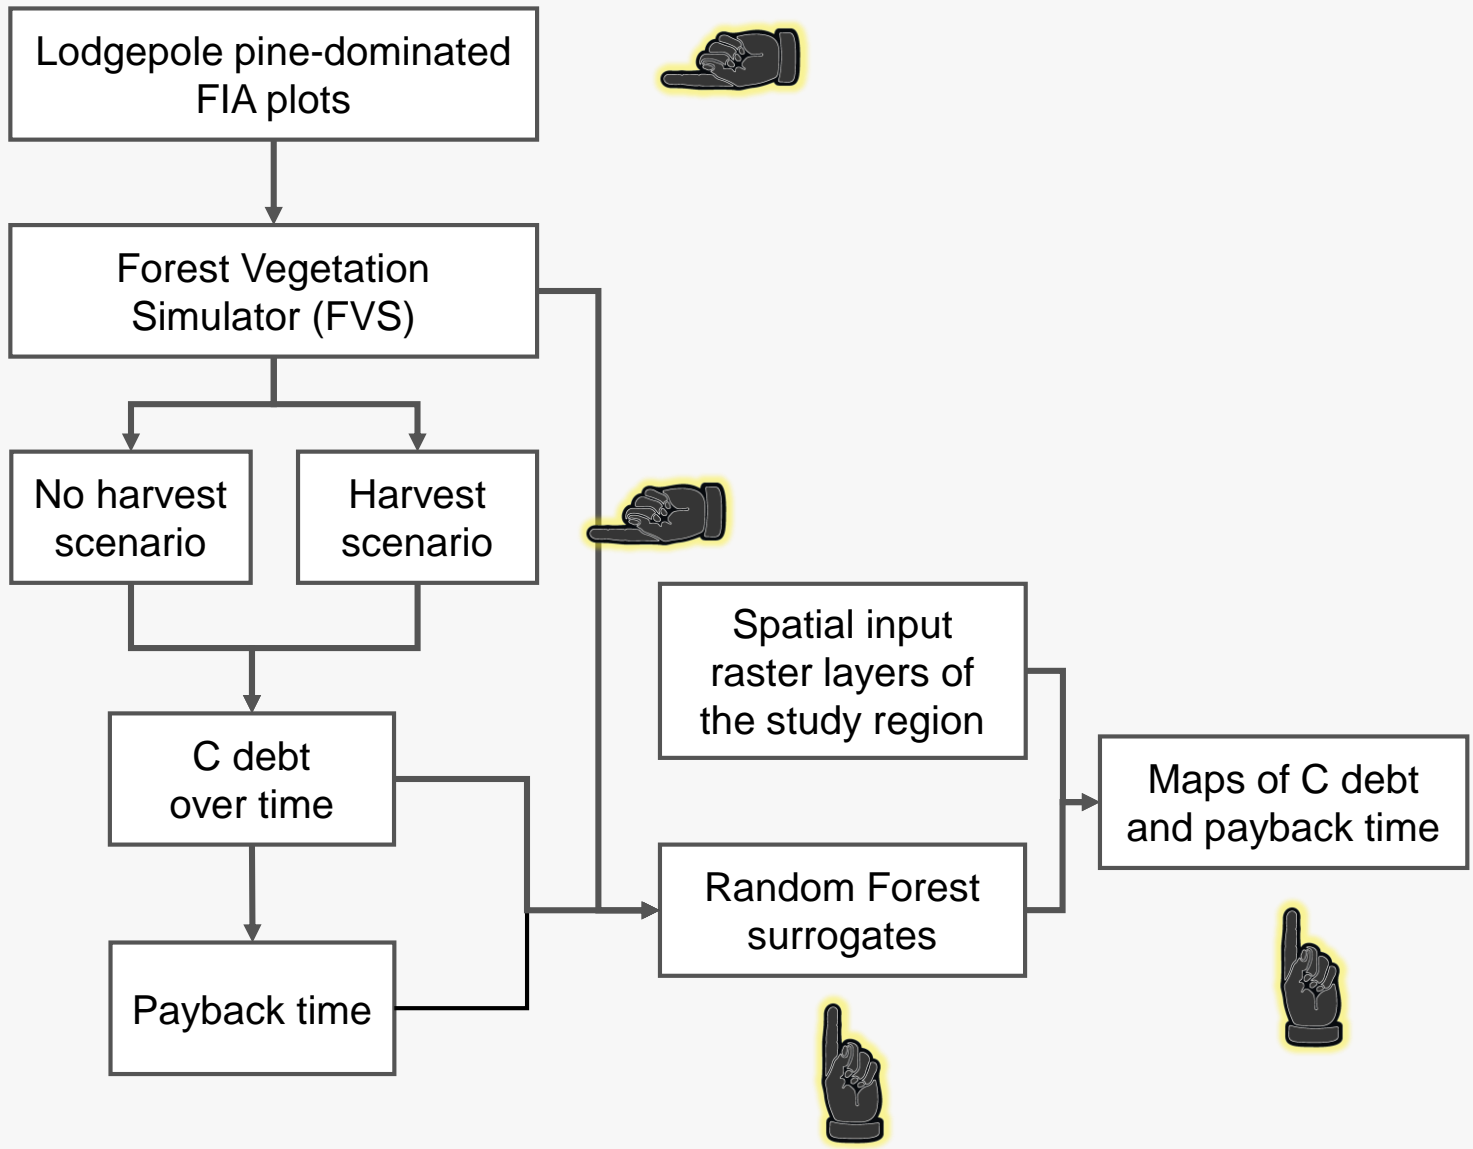 Lodgepole pine-dominated
FIA plots
Forest Vegetation
Simulator (FVS)
No harvest
scenario
Harvest
scenario
Spatial input
raster layers of
the study region
C debt
over time
Maps of C debt
and payback time
Random Forest
surrogates
Payback time